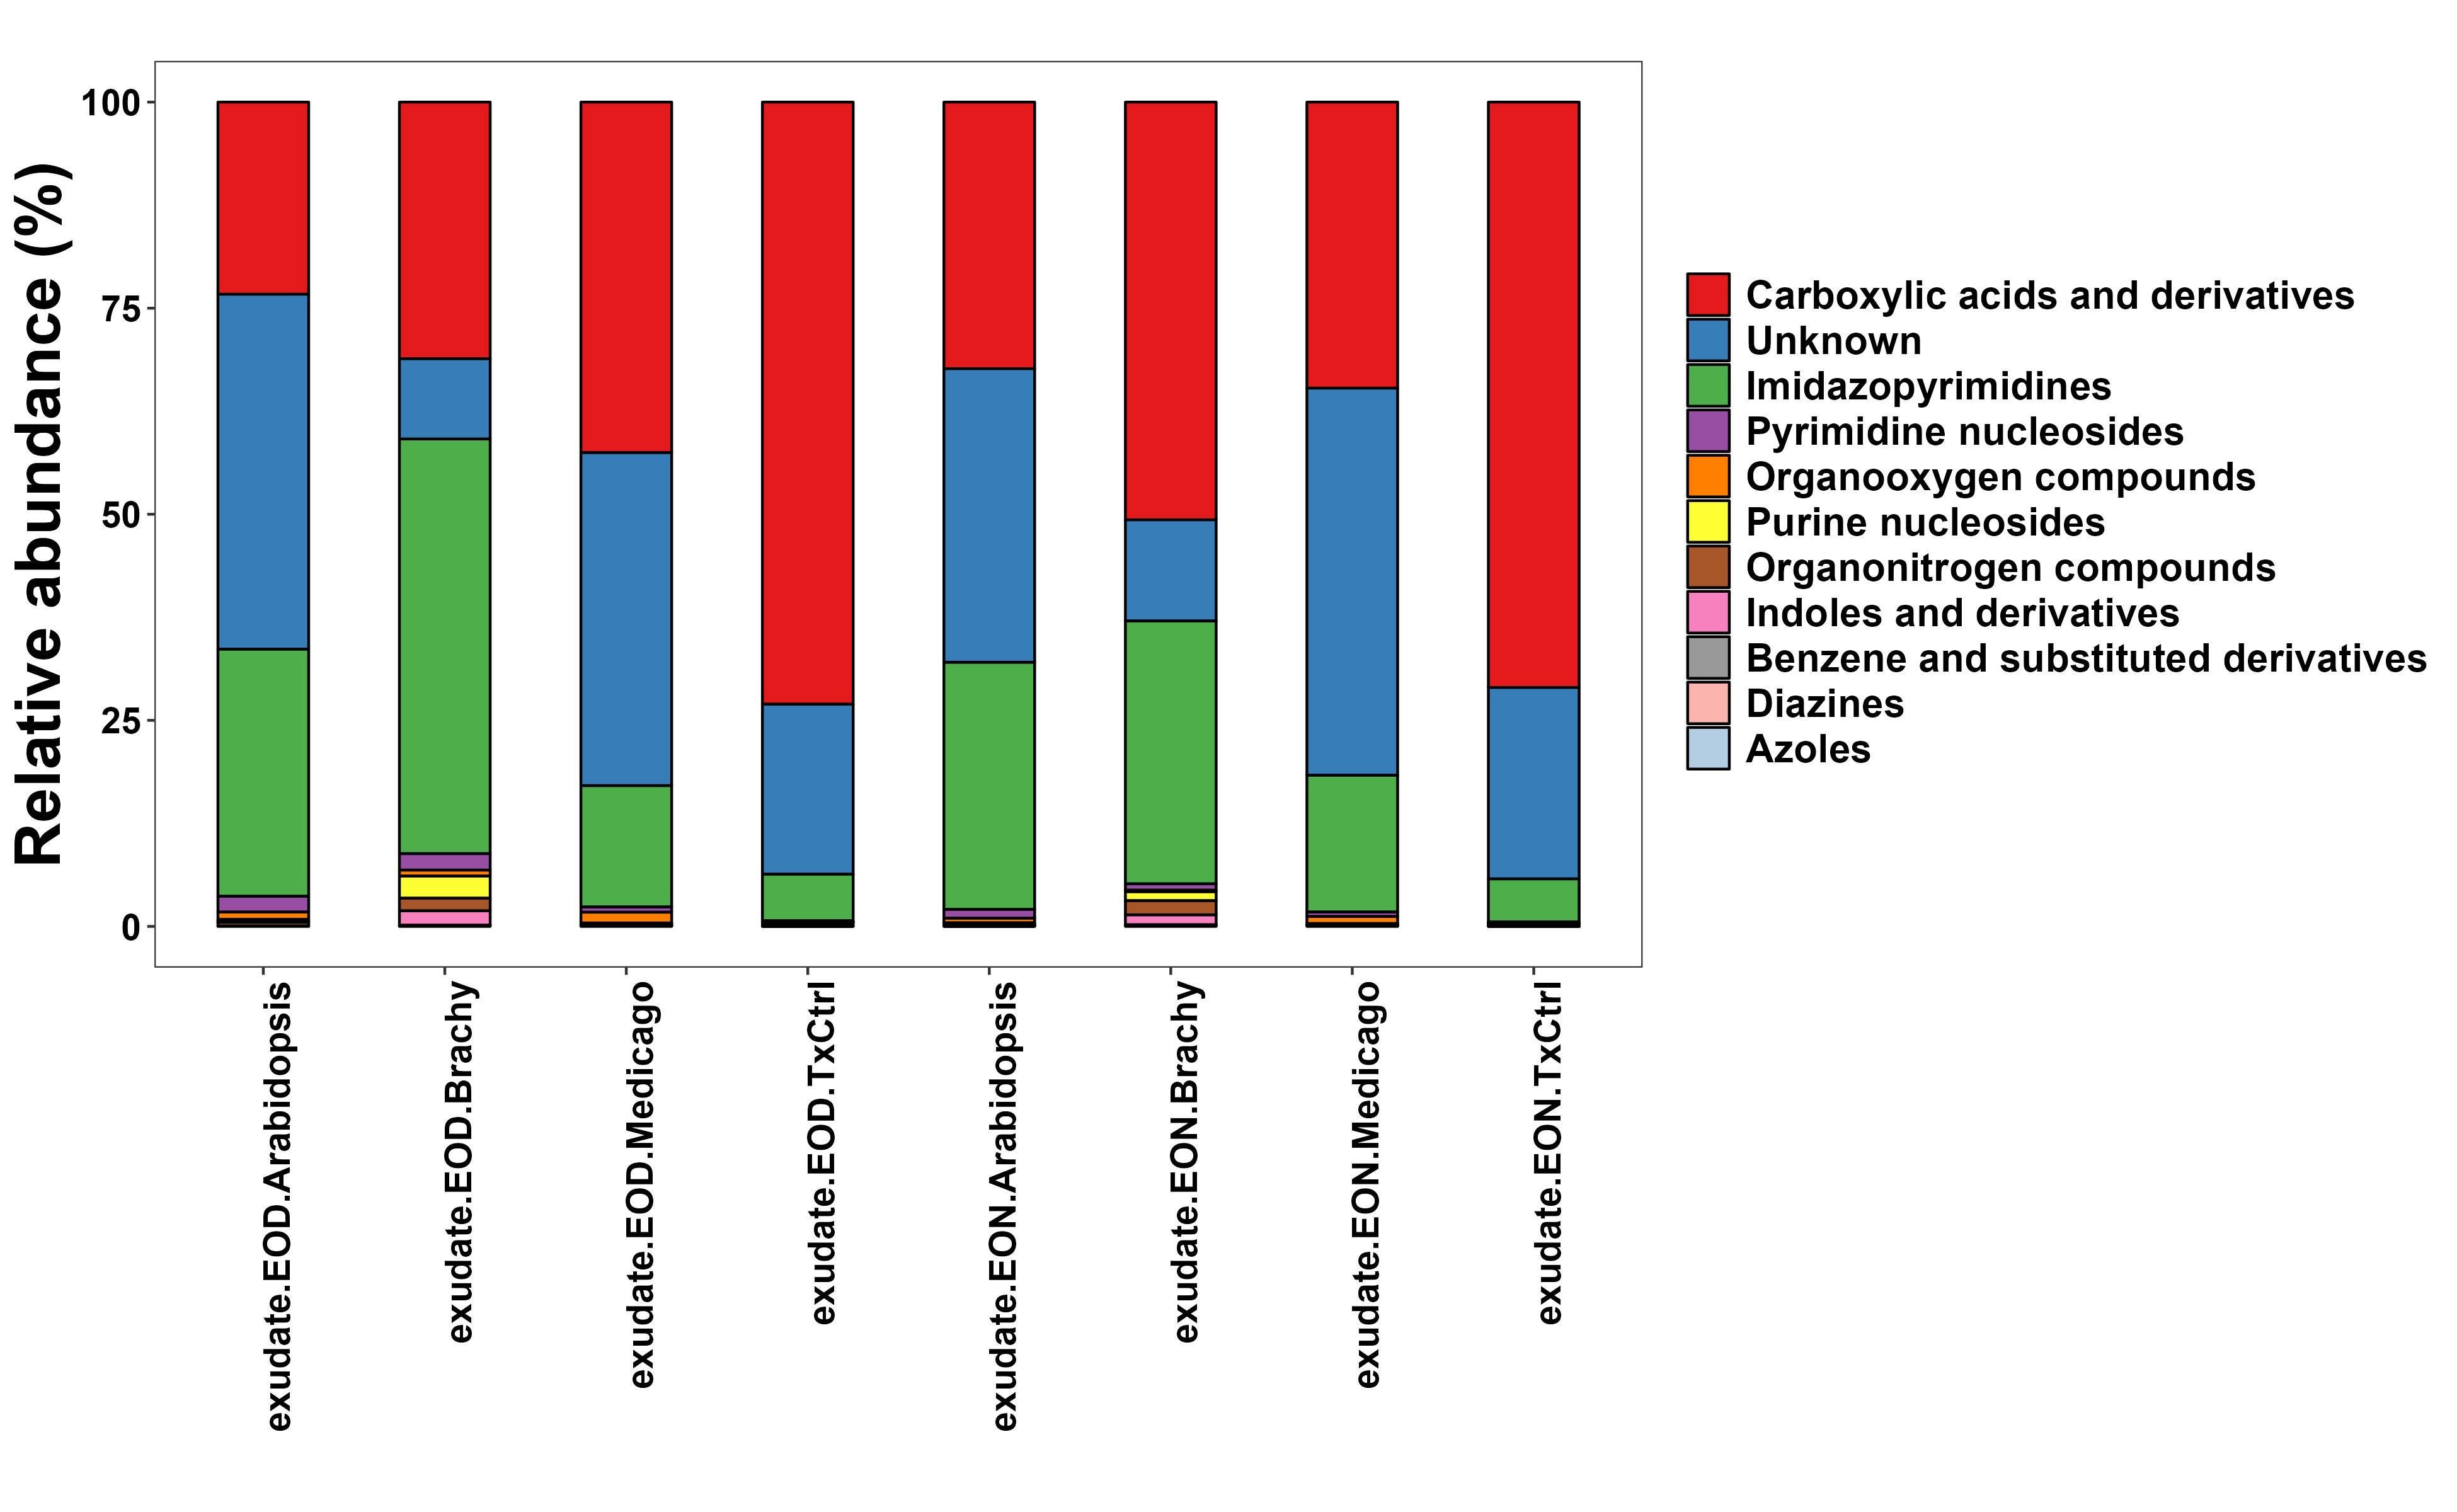 Relative abundance (%)
100
75
50
25
0
exudate.EOD.Arabidopsis
exudate.EOD.Brachy
exudate.EOD.Medicago
exudate.EOD.TxCtrl
exudate.EON.Arabidopsis
exudate.EON.Brachy
exudate.EON.Medicago
exudate.EON.TxCtrl
Carboxylic acids and derivatives
Unknown
Imidazopyrimidines
Pyrimidine nucleosides
Organooxygen compounds
Purine nucleosides
Organonitrogen compounds
Indoles and derivatives
Benzene and substituted derivatives
Diazines
Azoles